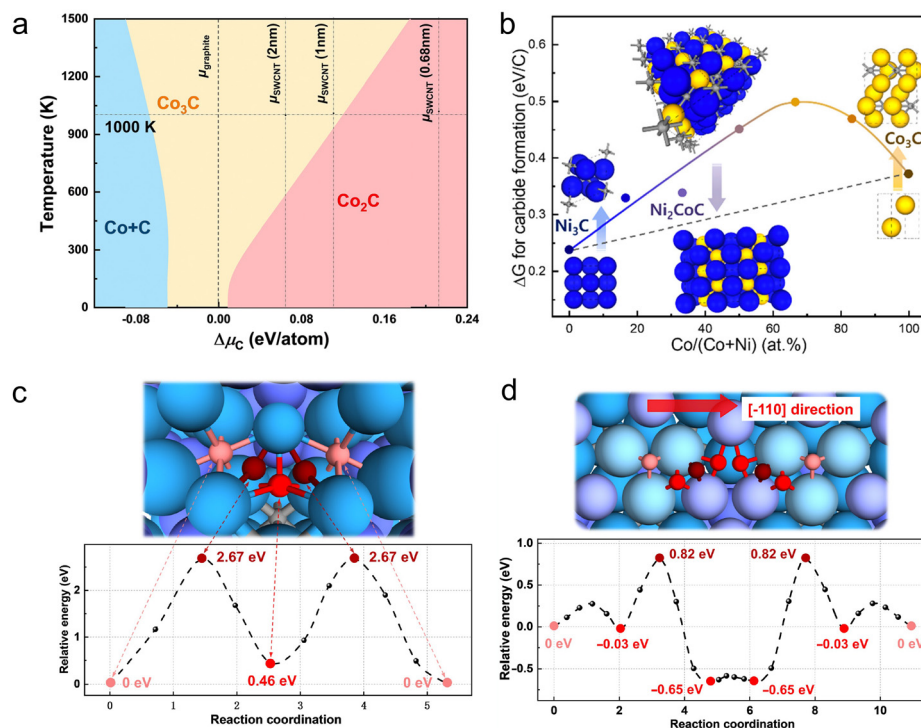 a
Temperature (K)
1500
1200
900
600
300
0
-0.08
0.00
0.08
0.16
0.24
Δμ_C (eV/atom)
μ_graphite
μ_SWCNT (2nm)
μ_SWCNT (1nm)
μ_SWCNT (0.68nm)
Co₃C
1000 K
Co+C
Co₂C
b
ΔG for carbide formation (eV/C)
0.6
0.5
0.4
0.3
0.2
0
20
40
60
80
100
Co/(Co+Ni) (at.%)
Ni₃C
Ni₂CoC
Co₃C
c
Relative energy (eV)
2
1
0
0
1
2
3
4
5
Reaction coordination
0 eV
2.67 eV
0.46 eV
2.67 eV
0 eV
d
[-110] direction
Relative energy (eV)
1.0
0.5
0.0
−0.5
0
2
4
6
8
10
Reaction coordination
0 eV
−0.03 eV
0.82 eV
−0.65 eV
−0.65 eV
0.82 eV
−0.03 eV
0 eV